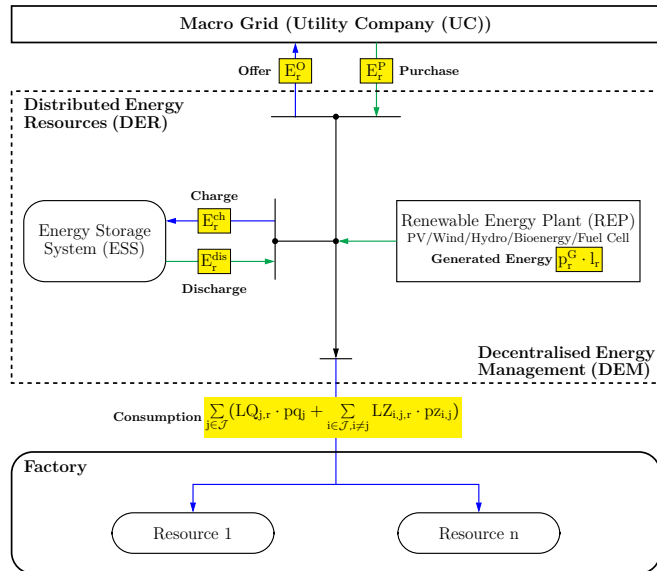 Macro Grid (Utility Company (UC))
Offer E_r^O E_r^P Purchase
Distributed Energy
Resources (DER)
Charge
E_r^ch
Energy Storage
System (ESS)
E_r^dis
Discharge
Renewable Energy Plant (REP)
PV/Wind/Hydro/Bioenergy/Fuel Cell
Generated Energy p_r^G · l_r
Decentralised Energy
Management (DEM)
Consumption ∑_{j∈𝒥}(LQ_{j,r} · pq_j + ∑_{i∈𝒥,i≠j} LZ_{i,j,r} · pz_{i,j})
Factory
Resource 1
Resource n